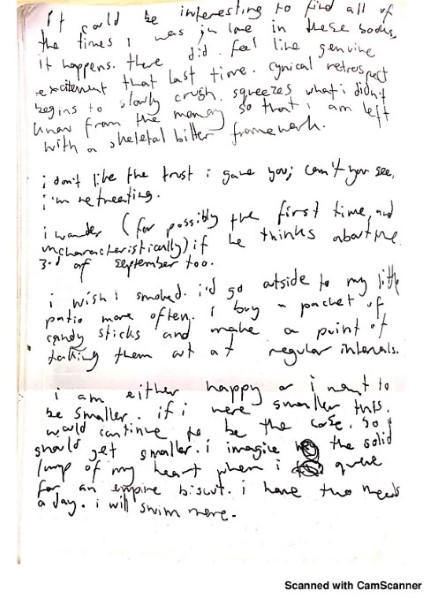 it could be interesting to find all of
the times i was in love in these books,
it happens. there did feel like genuine
excitement that last time. cynical retrospect
begins to slowly crush. squeezes what i didn't
know from the memory so that i am left
with a skeletal bitter framework.
i don't like the trust i gave you; can't you see,
i'm retreating.
i wonder (for possibly the first time, and
uncharacteristically) if he thinks about the
3rd of september too.
i wish i smoked. i'd go outside to my little
patio more often. i buy a packet of
candy sticks and make a point of
taking them out at regular intervals.
i am either happy or i want to
be smaller. if i were smaller this
would continue to be the case. so i
should get smaller. i imagine the solid
lump of my heart when i queue
for an empire biscuit. i have two meals
a day. i will swim more.
Scanned with CamScanner